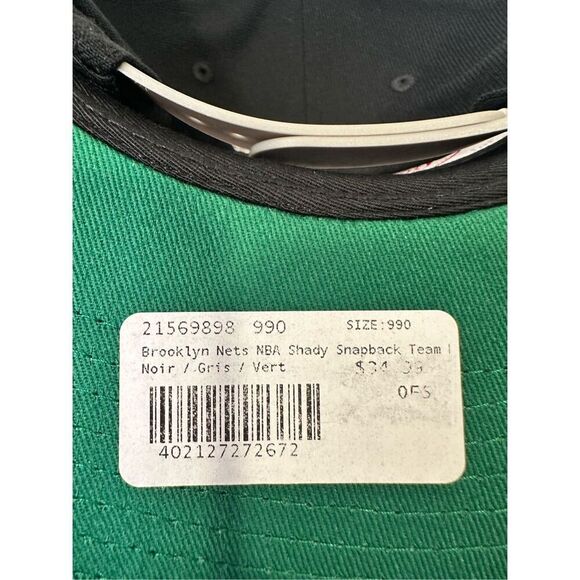 21569898 990 SIZE:990
Brooklyn Nets NBA Shady Snapback Team
Noir / Gris / Vert
OFS
402127272672